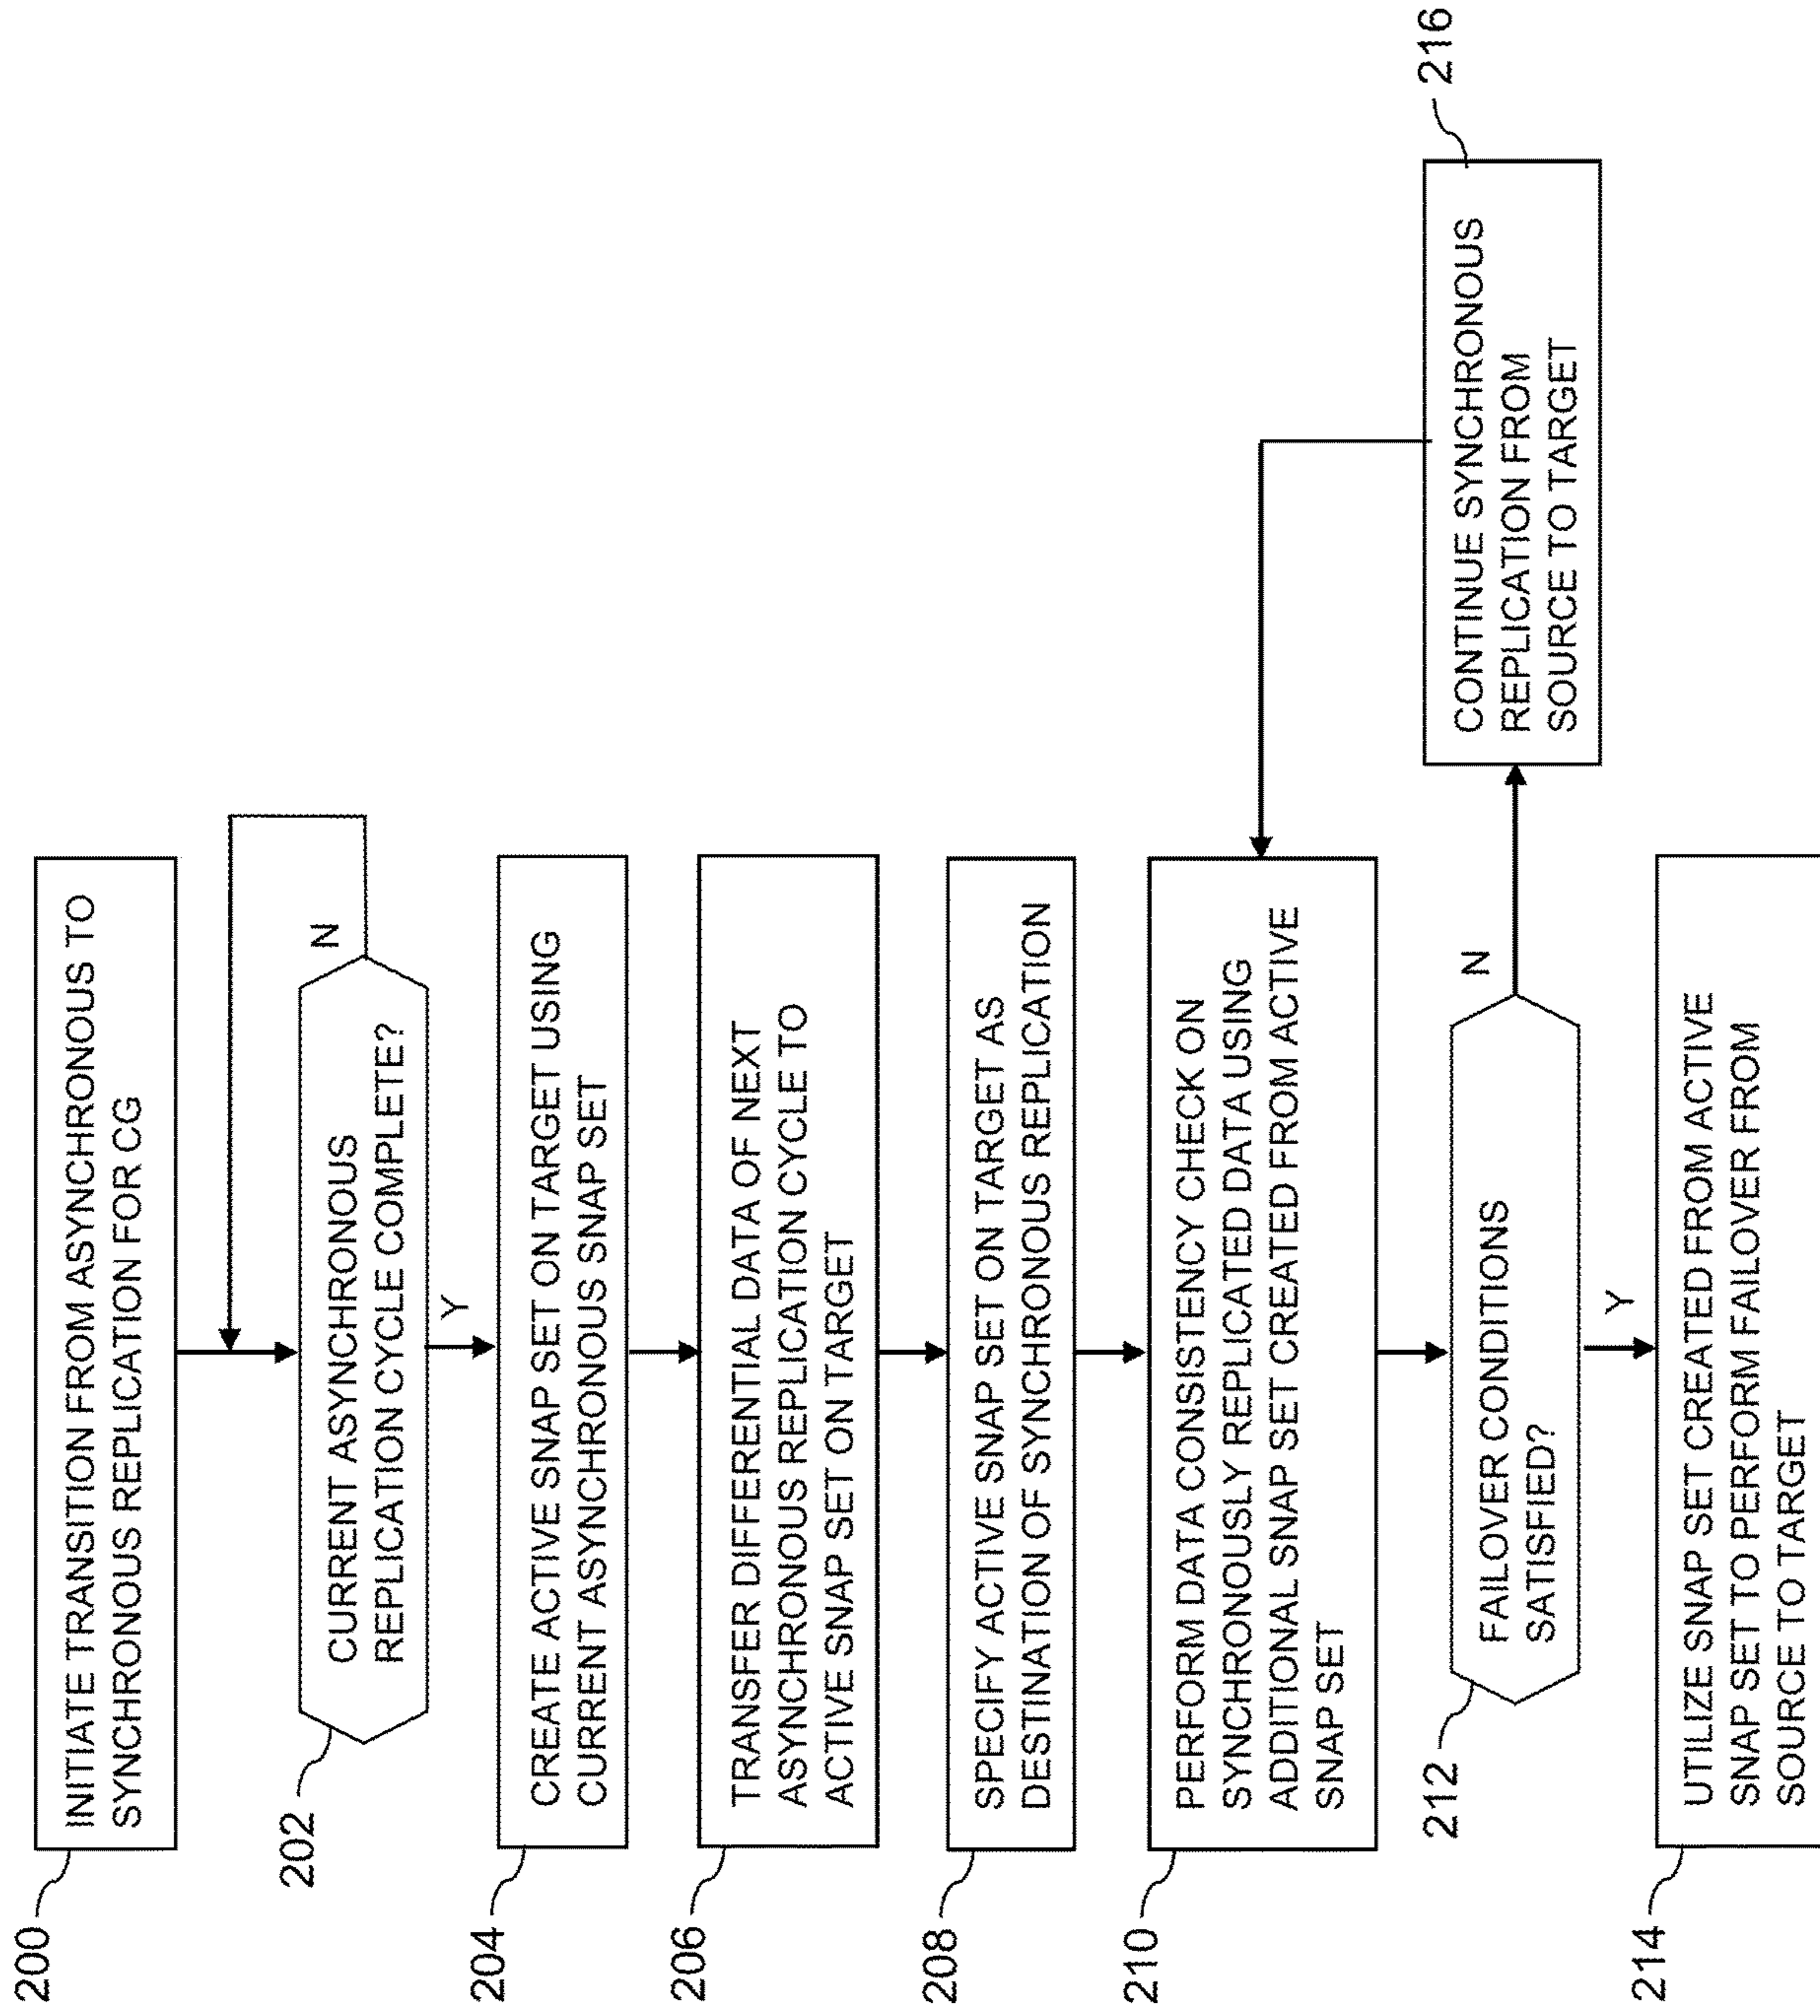 200
INITIATE TRANSITION FROM ASYNCHRONOUS TO
SYNCHRONOUS REPLICATION FOR CG
202
CURRENT ASYNCHRONOUS
REPLICATION CYCLE COMPLETE?
N
Y
204
CREATE ACTIVE SNAP SET ON TARGET USING
CURRENT ASYNCHRONOUS SNAP SET
206
TRANSFER DIFFERENTIAL DATA OF NEXT
ASYNCHRONOUS REPLICATION CYCLE TO
ACTIVE SNAP SET ON TARGET
208
SPECIFY ACTIVE SNAP SET ON TARGET AS
DESTINATION OF SYNCHRONOUS REPLICATION
210
PERFORM DATA CONSISTENCY CHECK ON
SYNCHRONOUSLY REPLICATED DATA USING
ADDITIONAL SNAP SET CREATED FROM ACTIVE
SNAP SET
212
FAILOVER CONDITIONS
SATISFIED?
N
216
CONTINUE SYNCHRONOUS
REPLICATION FROM
SOURCE TO TARGET
Y
214
UTILIZE SNAP SET CREATED FROM ACTIVE
SNAP SET TO PERFORM FAILOVER FROM
SOURCE TO TARGET